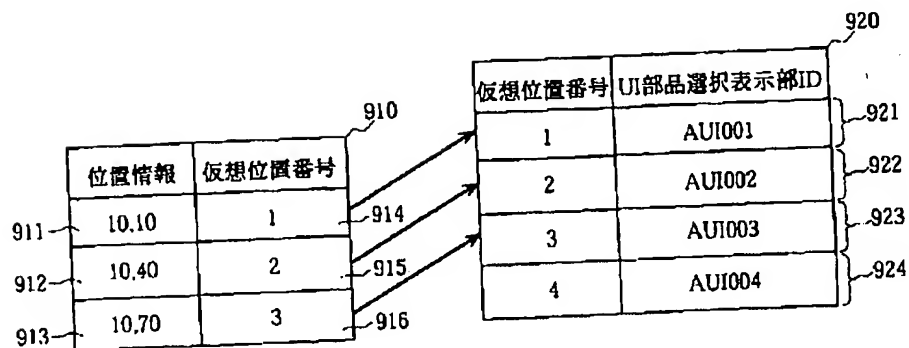 920
仮想位置番号 UI部品選択表示部ID
1 AUI001 921
2 AUI002 922
3 AUI003 923
4 AUI004 924
910
位置情報 仮想位置番号
911 10,10 1 914
912 10,40 2 915
913 10,70 3 916